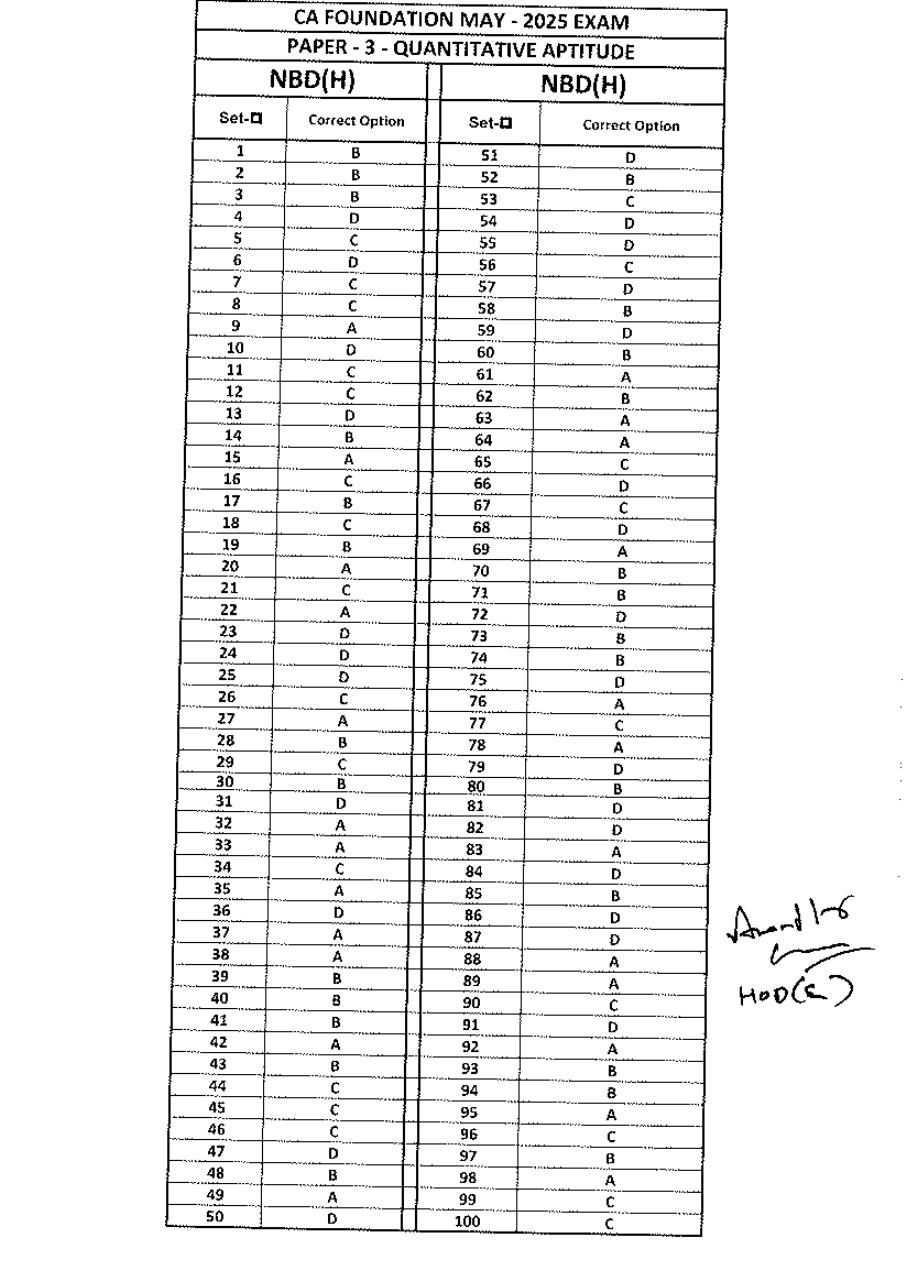 CA FOUNDATION MAY - 2025 EXAM
PAPER - 3 - QUANTITATIVE APTITUDE
NBD(H) NBD(H)
Set-□ Correct Option Set-□ Correct Option
1 B 51 D
2 B 52 B
3 B 53 C
4 D 54 D
5 C 55 D
6 D 56 C
7 C 57 D
8 C 58 B
9 A 59 D
10 D 60 B
11 C 61 A
12 C 62 B
13 D 63 A
14 B 64 A
15 A 65 C
16 C 66 D
17 B 67 C
18 C 68 D
19 B 69 A
20 A 70 B
21 C 71 B
22 A 72 D
23 D 73 B
24 D 74 B
25 D 75 D
26 C 76 A
27 A 77 C
28 B 78 A
29 C 79 D
30 B 80 B
31 D 81 D
32 A 82 D
33 A 83 A
34 C 84 D
35 A 85 B
36 D 86 D
37 A 87 D
38 A 88 A
39 B 89 A
40 B 90 C
41 B 91 D
42 A 92 A
43 B 93 B
44 C 94 B
45 C 95 A
46 C 96 C
47 D 97 B
48 B 98 A
49 A 99 C
50 D 100 C
HOD(E)